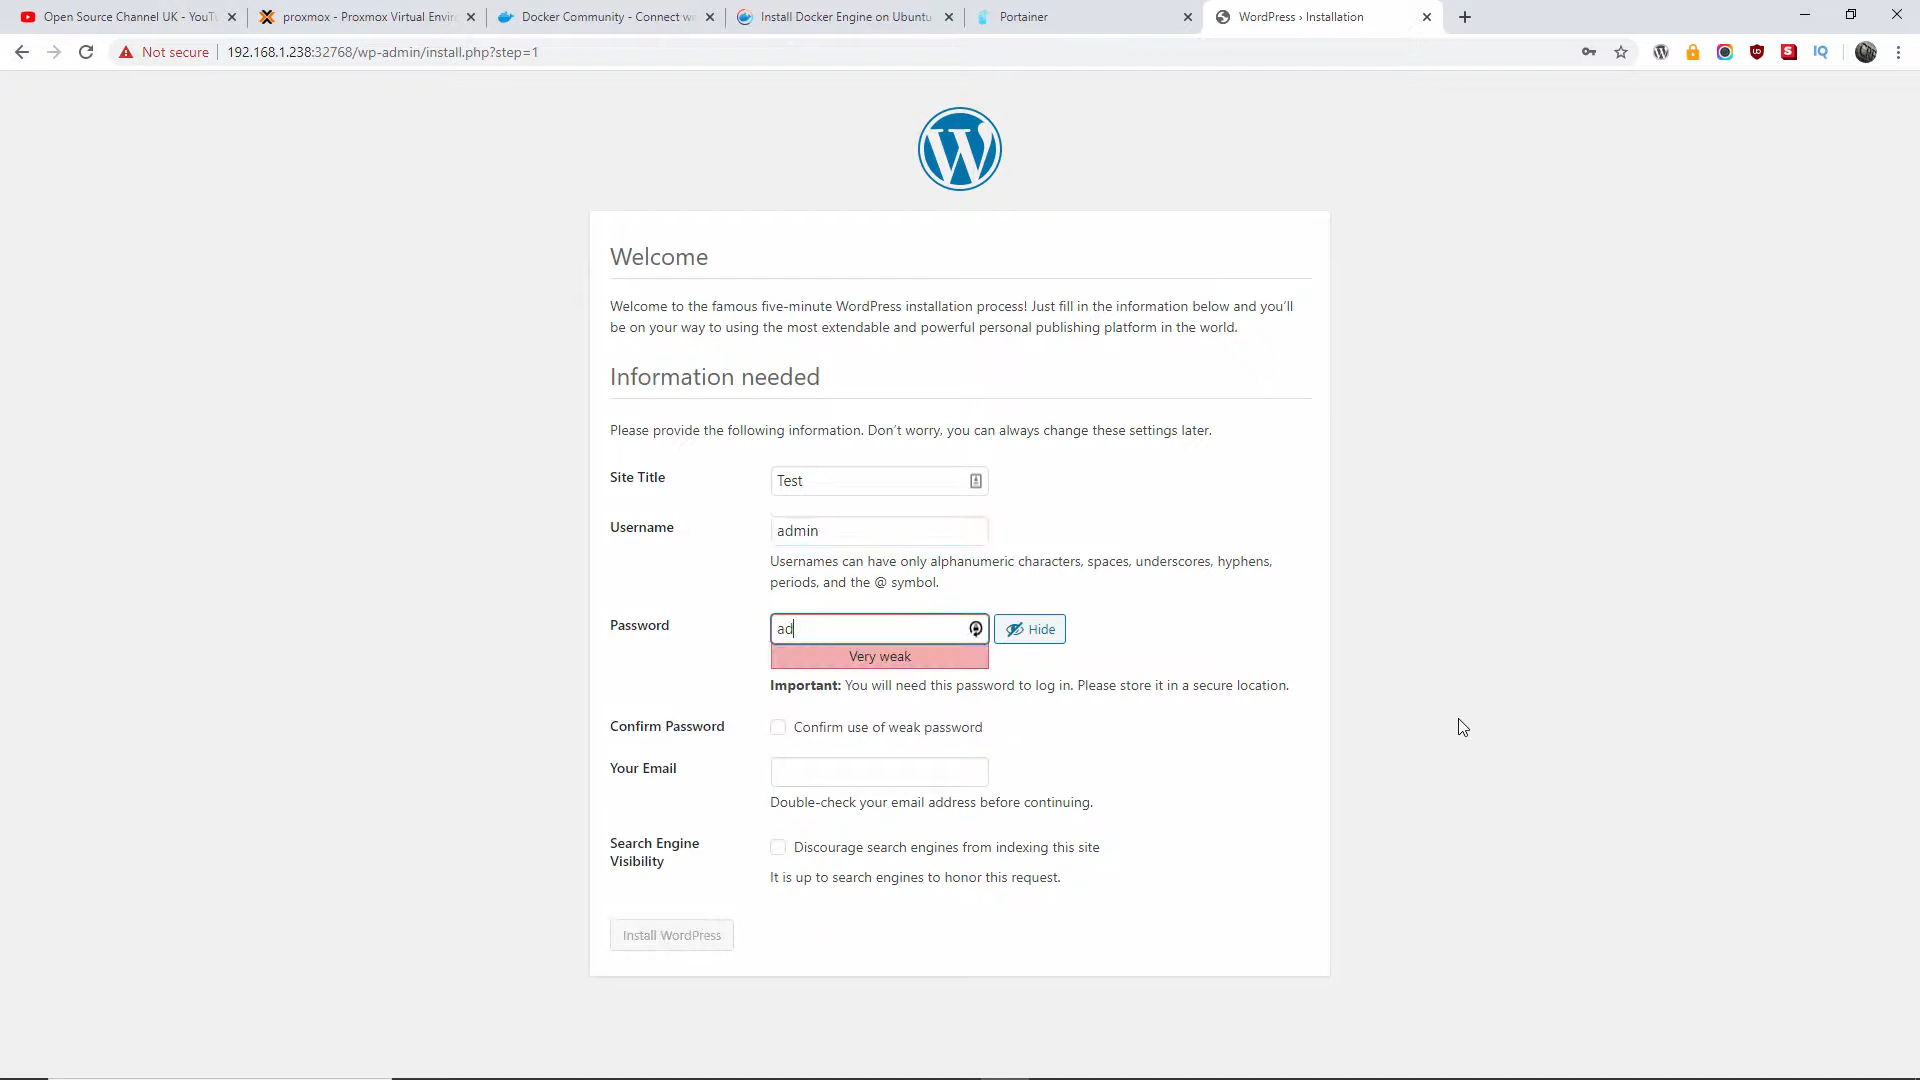 Open Source Channel UK - YouT
proxmox - Proxmox Virtual Envir
Docker Community - Connect w
Install Docker Engine on Ubuntu
Portainer
WordPress › Installation
Not secure
192.168.1.238:32768/wp-admin/install.php?step=1
IQ
Welcome
Welcome to the famous five-minute WordPress installation process! Just fill in the information below and you’ll
be on your way to using the most extendable and powerful personal publishing platform in the world.
Information needed
Please provide the following information. Don’t worry, you can always change these settings later.
Site Title
Test
Username
admin
Usernames can have only alphanumeric characters, spaces, underscores, hyphens,
periods, and the @ symbol.
Password
ad
Hide
Very weak
Important: You will need this password to log in. Please store it in a secure location.
Confirm Password
Confirm use of weak password
Your Email
Double-check your email address before continuing.
Search Engine
Visibility
Discourage search engines from indexing this site
It is up to search engines to honor this request.
Install WordPress